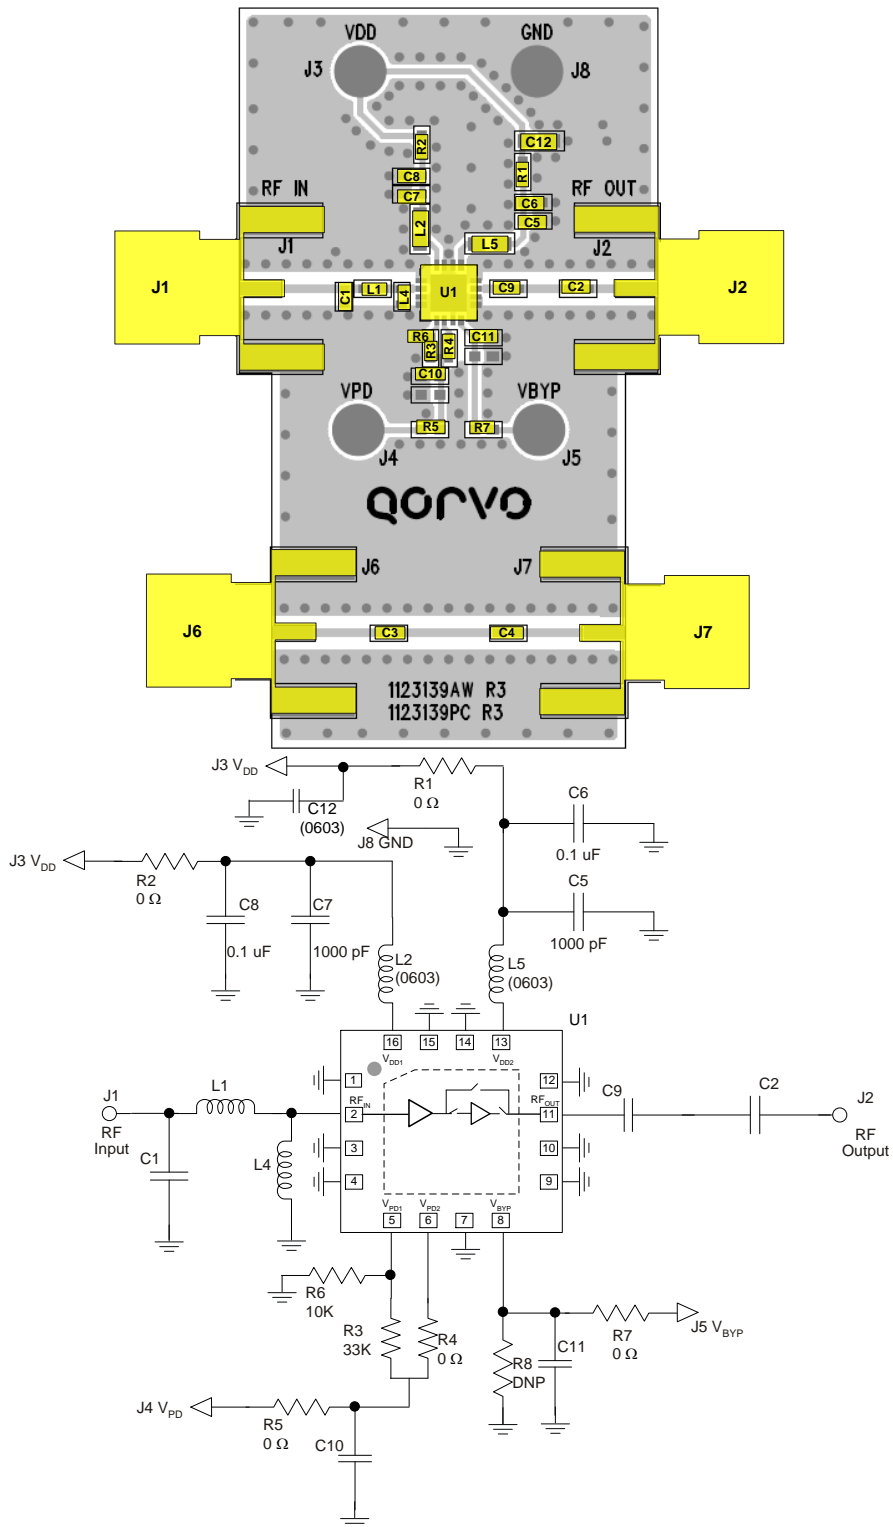 VDD
GND
J3
J8
R2
C12
C8
R1
C7
C6
RF IN
RF OUT
L2
C5
J1
L5
J2
J1
C1
L1
L4
U1
C9
C2
J2
R6
R3
R4
C11
C10
VPD
VBYP
R5
R7
J4
J5
QORVO
J6
J7
J6
C3
C4
J7
1123139AW R3
1123139PC R3
J3 VDD
R1
0 Ω
C12
(0603)
C6
0.1 uF
J8 GND
J3 VDD
R2
0 Ω
C8
0.1 uF
C7
1000 pF
C5
1000 pF
L2
(0603)
L5
(0603)
U1
16
15
14
13
VDD1
VDD2
1
12
J1
RF
Input
L1
C1
L4
RFIN
2
RFOUT
11
C9
C2
J2
RF
Output
3
10
4
9
VPD1
VPD2
VBYP
5
6
7
8
R6
10K
R3
33K
R4
0 Ω
R8
DNP
C11
R7
0 Ω
J5 VBYP
J4 VPD
R5
0 Ω
C10